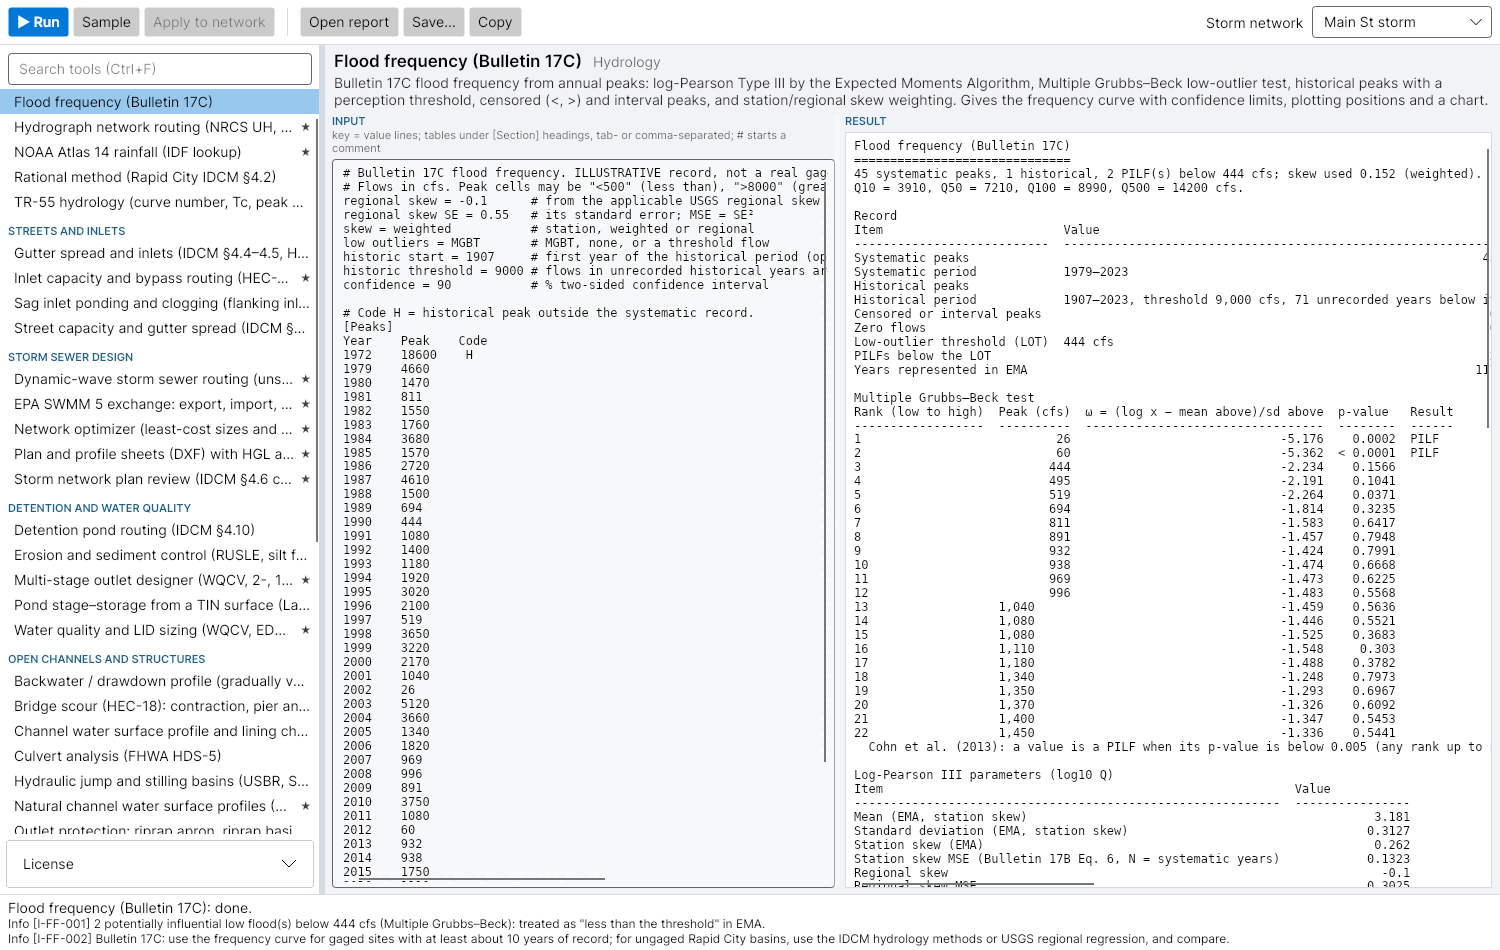 Run
Sample
Apply to network
Open report
Save...
Copy
Storm network
Main St storm
Search tools (Ctrl+F)
Flood frequency (Bulletin 17C)
Hydrograph network routing (NRCS UH, ... ★
NOAA Atlas 14 rainfall (IDF lookup) ★
Rational method (Rapid City IDCM §4.2)
TR-55 hydrology (curve number, Tc, peak ...
STREETS AND INLETS
Gutter spread and inlets (IDCM §4.4–4.5, H...
Inlet capacity and bypass routing (HEC-... ★
Sag inlet ponding and clogging (flanking inl...
Street capacity and gutter spread (IDCM §...
STORM SEWER DESIGN
Dynamic-wave storm sewer routing (uns... ★
EPA SWMM 5 exchange: export, import, ... ★
Network optimizer (least-cost sizes and ... ★
Plan and profile sheets (DXF) with HGL a... ★
Storm network plan review (IDCM §4.6 c... ★
DETENTION AND WATER QUALITY
Detention pond routing (IDCM §4.10)
Erosion and sediment control (RUSLE, silt f...
Multi-stage outlet designer (WQCV, 2-, 1... ★
Pond stage–storage from a TIN surface (La...
Water quality and LID sizing (WQCV, ED... ★
OPEN CHANNELS AND STRUCTURES
Backwater / drawdown profile (gradually v...
Bridge scour (HEC-18): contraction, pier an...
Channel water surface profile and lining ch...
Culvert analysis (FHWA HDS-5)
Hydraulic jump and stilling basins (USBR, S...
Natural channel water surface profiles (... ★
Outlet protection: riprap apron, riprap basi
License
Flood frequency (Bulletin 17C) Hydrology
Bulletin 17C flood frequency from annual peaks: log-Pearson Type III by the Expected Moments Algorithm, Multiple Grubbs–Beck low-outlier test, historical peaks with a
perception threshold, censored (<, >) and interval peaks, and station/regional skew weighting. Gives the frequency curve with confidence limits, plotting positions and a chart.
INPUT
key = value lines; tables under [Section] headings, tab- or comma-separated; # starts a
comment
# Bulletin 17C flood frequency. ILLUSTRATIVE record, not a real gag
# Flows in cfs. Peak cells may be "<500" (less than), ">8000" (grea
regional skew = -0.1 # from the applicable USGS regional skew
regional skew SE = 0.55 # its standard error; MSE = SE²
skew = weighted # station, weighted or regional
low outliers = MGBT # MGBT, none, or a threshold flow
historic start = 1907 # first year of the historical period (op
historic threshold = 9000 # flows in unrecorded historical years ar
confidence = 90 # % two-sided confidence interval
# Code H = historical peak outside the systematic record.
[Peaks]
Year Peak Code
1972 18600 H
1979 4660
1980 1470
1981 811
1982 1550
1983 1760
1984 3680
1985 1570
1986 2720
1987 4610
1988 1500
1989 694
1990 444
1991 1080
1992 1400
1993 1180
1994 1920
1995 3020
1996 2100
1997 519
1998 3650
1999 3220
2000 2170
2001 1040
2002 26
2003 5120
2004 3660
2005 1340
2006 1820
2007 969
2008 996
2009 891
2010 3750
2011 1080
2012 60
2013 932
2014 938
2015 1750
RESULT
Flood frequency (Bulletin 17C)
==============================
45 systematic peaks, 1 historical, 2 PILF(s) below 444 cfs; skew used 0.152 (weighted).
Q10 = 3910, Q50 = 7210, Q100 = 8990, Q500 = 14200 cfs.
Record
Item Value
Systematic peaks 4
Systematic period 1979–2023
Historical peaks
Historical period 1907–2023, threshold 9,000 cfs, 71 unrecorded years below i
Censored or interval peaks
Zero flows
Low-outlier threshold (LOT) 444 cfs
PILFs below the LOT
Years represented in EMA 11
Multiple Grubbs–Beck test
Rank (low to high) Peak (cfs) ω = (log x − mean above)/sd above p-value Result
1 26 -5.176 0.0002 PILF
2 60 -5.362 < 0.0001 PILF
3 444 -2.234 0.1566
4 495 -2.191 0.1041
5 519 -2.264 0.0371
6 694 -1.814 0.3235
7 811 -1.583 0.6417
8 891 -1.457 0.7948
9 932 -1.424 0.7991
10 938 -1.474 0.6668
11 969 -1.473 0.6225
12 996 -1.483 0.5568
13 1,040 -1.459 0.5636
14 1,080 -1.446 0.5521
15 1,080 -1.525 0.3683
16 1,110 -1.548 0.303
17 1,180 -1.488 0.3782
18 1,340 -1.248 0.7973
19 1,350 -1.293 0.6967
20 1,370 -1.326 0.6092
21 1,400 -1.347 0.5453
22 1,450 -1.336 0.5441
Cohn et al. (2013): a value is a PILF when its p-value is below 0.005 (any rank up to
Log-Pearson III parameters (log10 Q)
Item Value
Mean (EMA, station skew) 3.181
Standard deviation (EMA, station skew) 0.3127
Station skew (EMA) 0.262
Station skew MSE (Bulletin 17B Eq. 6, N = systematic years) 0.1323
Regional skew -0.1
Regional skew MSE 0.3025
Flood frequency (Bulletin 17C): done.
Info [I-FF-001] 2 potentially influential low flood(s) below 444 cfs (Multiple Grubbs–Beck): treated as "less than the threshold" in EMA.
Info [I-FF-002] Bulletin 17C: use the frequency curve for gaged sites with at least about 10 years of record; for ungaged Rapid City basins, use the IDCM hydrology methods or USGS regional regression, and compare.